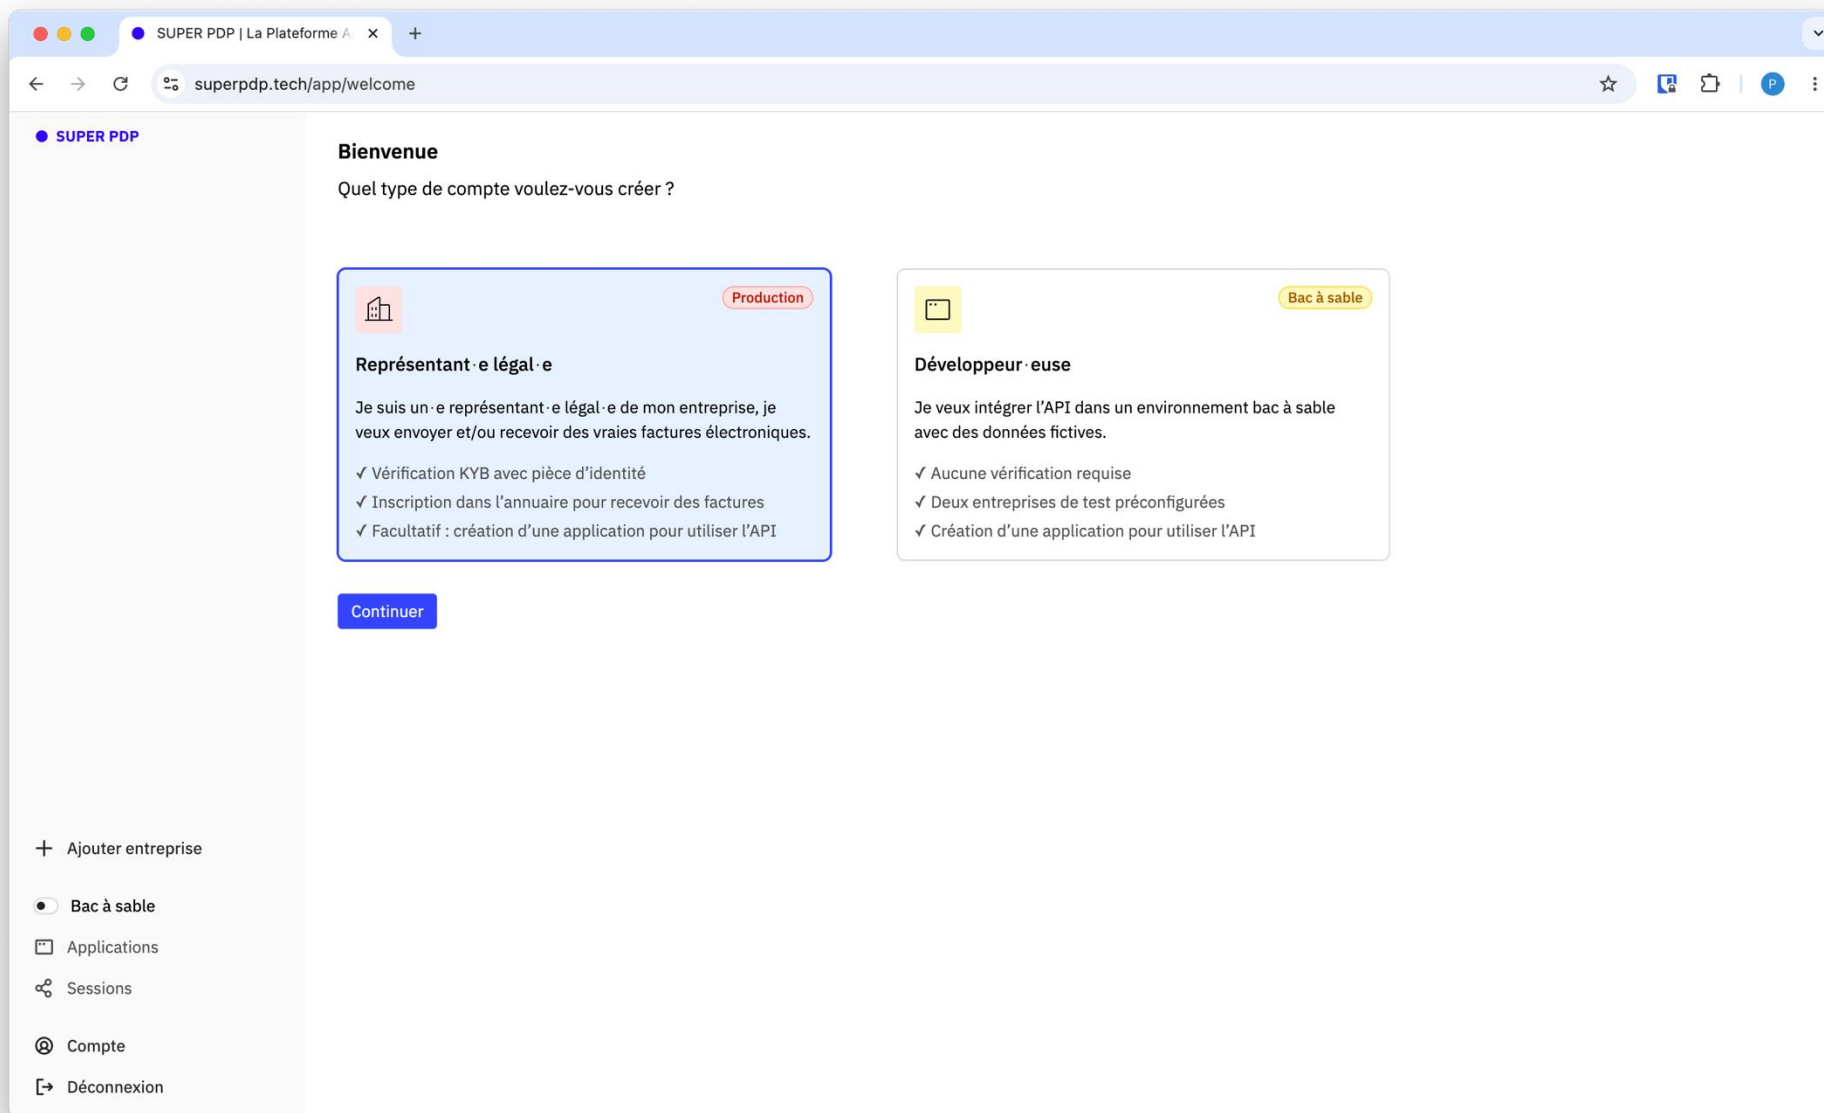 SUPER PDP | La Plateforme A
superpdp.tech/app/welcome
P
SUPER PDP
Bienvenue
Quel type de compte voulez-vous créer ?
Production
Représentant·e légal·e
Je suis un·e représentant·e légal·e de mon entreprise, je
veux envoyer et/ou recevoir des vraies factures électroniques.
✓ Vérification KYB avec pièce d’identité
✓ Inscription dans l’annuaire pour recevoir des factures
✓ Facultatif : création d’une application pour utiliser l’API
Bac à sable
Développeur·euse
Je veux intégrer l’API dans un environnement bac à sable
avec des données fictives.
✓ Aucune vérification requise
✓ Deux entreprises de test préconfigurées
✓ Création d’une application pour utiliser l’API
Continuer
Ajouter entreprise
Bac à sable
Applications
Sessions
Compte
Déconnexion